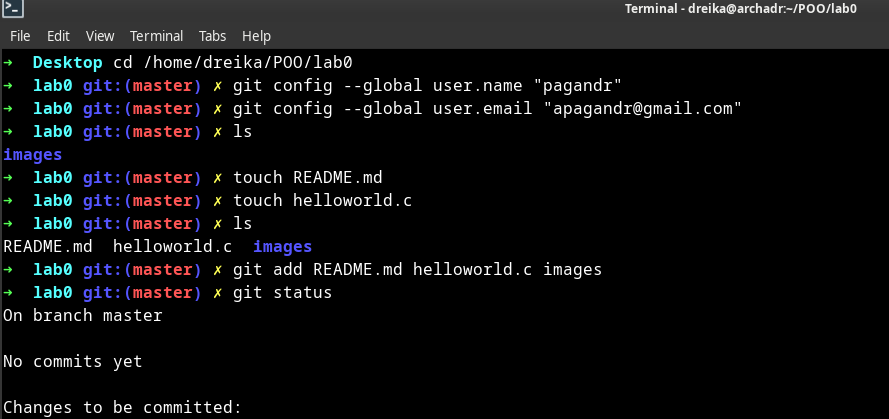 Terminal - dreika@archadr:~/POO/lab0
File Edit View Terminal Tabs Help
➜ Desktop cd /home/dreika/POO/lab0
➜ lab0 git:(master) ✗ git config --global user.name "pagandr"
➜ lab0 git:(master) ✗ git config --global user.email "apagandr@gmail.com"
➜ lab0 git:(master) ✗ ls
images
➜ lab0 git:(master) ✗ touch README.md
➜ lab0 git:(master) ✗ touch helloworld.c
➜ lab0 git:(master) ✗ ls
README.md helloworld.c images
➜ lab0 git:(master) ✗ git add README.md helloworld.c images
➜ lab0 git:(master) ✗ git status
On branch master
No commits yet
Changes to be committed: